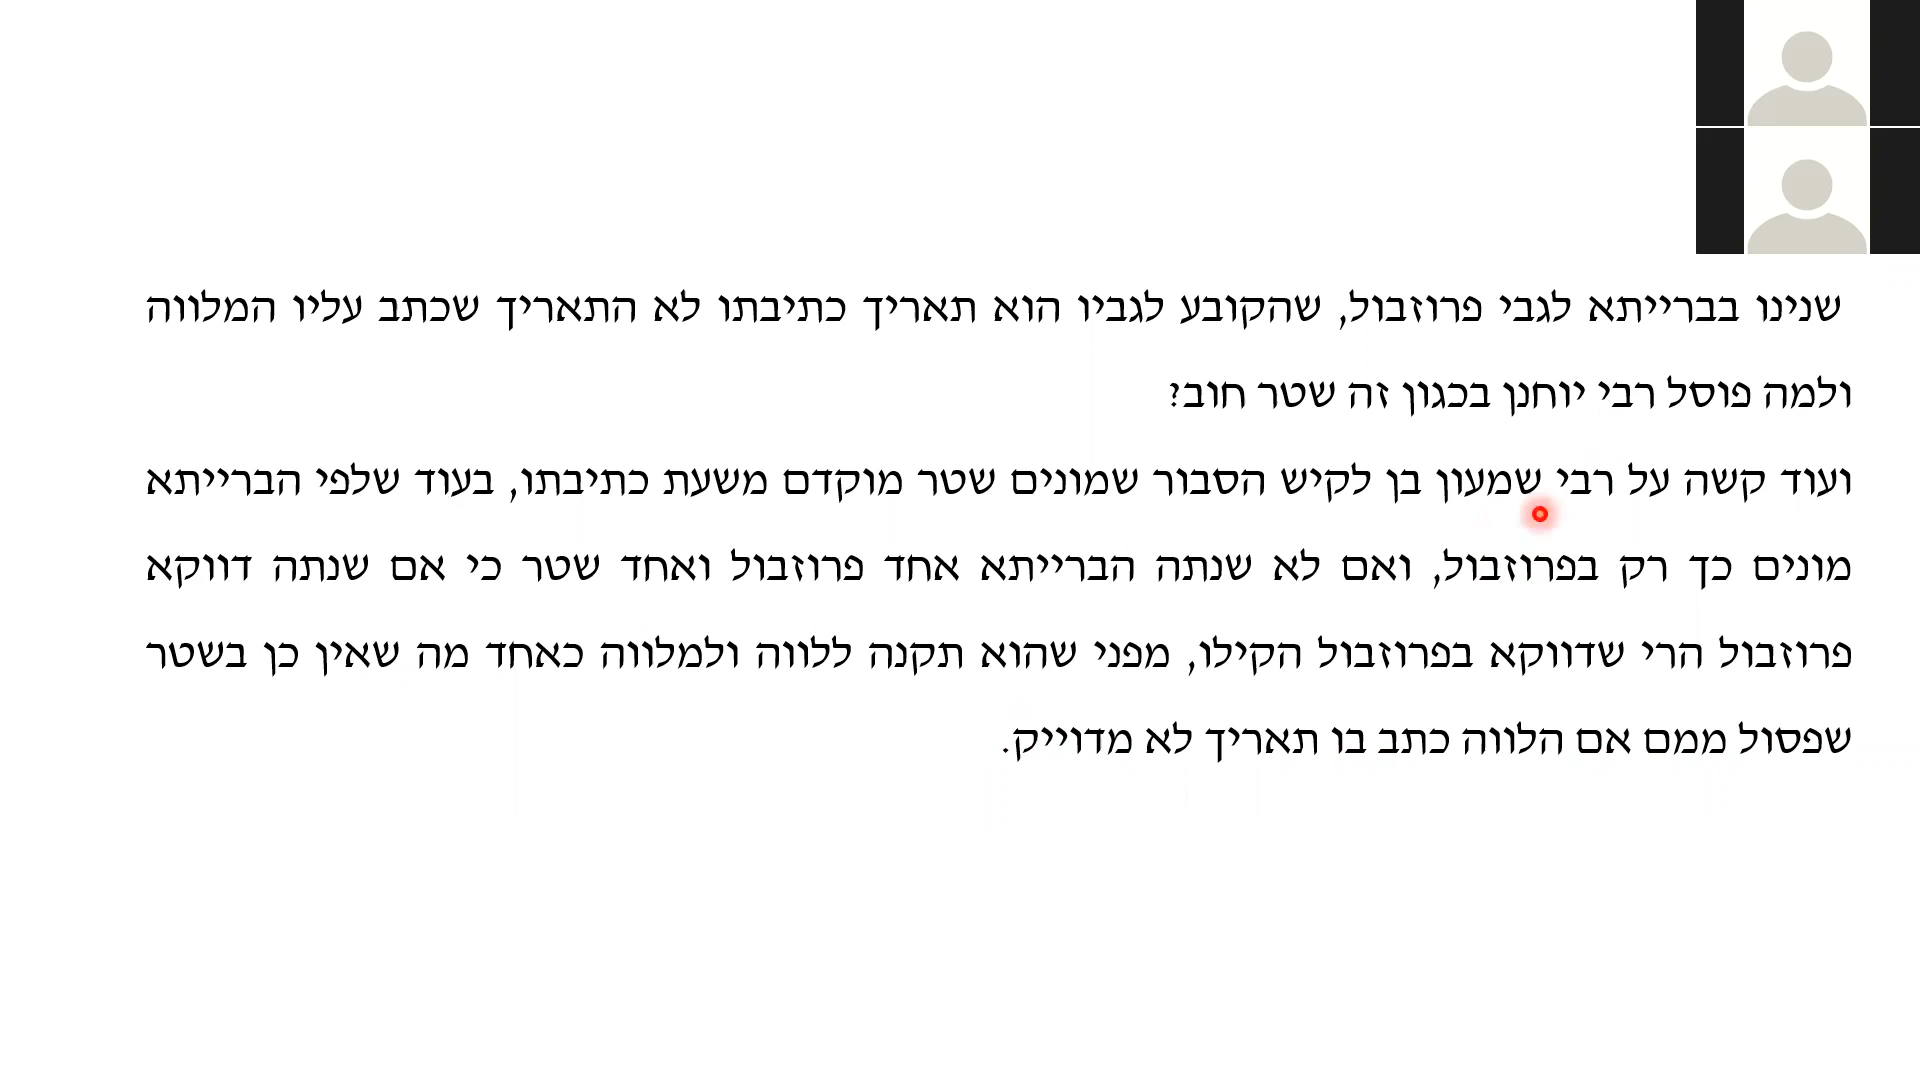 שנינו בברייתא לגבי פרוזבול, שהקובע לגביו הוא תאריך כתיבתו לא התאריך שכתב עליו המלווה
ולמה פוסל רבי יוחנן בכגון זה שטר חוב?
ועוד קשה על רבי שמעון בן לקיש הסבור שמונים שטר מוקדם משעת כתיבתו, בעוד שלפי הברייתא
מונים כך רק בפרוזבול, ואם לא שנתה הברייתא אחד פרוזבול ואחד שטר כי אם שנתה דווקא
פרוזבול הרי שדווקא בפרוזבול הקילו, מפני שהוא תקנה ללווה ולמלווה כאחד מה שאין כן בשטר
שפסול ממם אם הלווה כתב בו תאריך לא מדוייק.